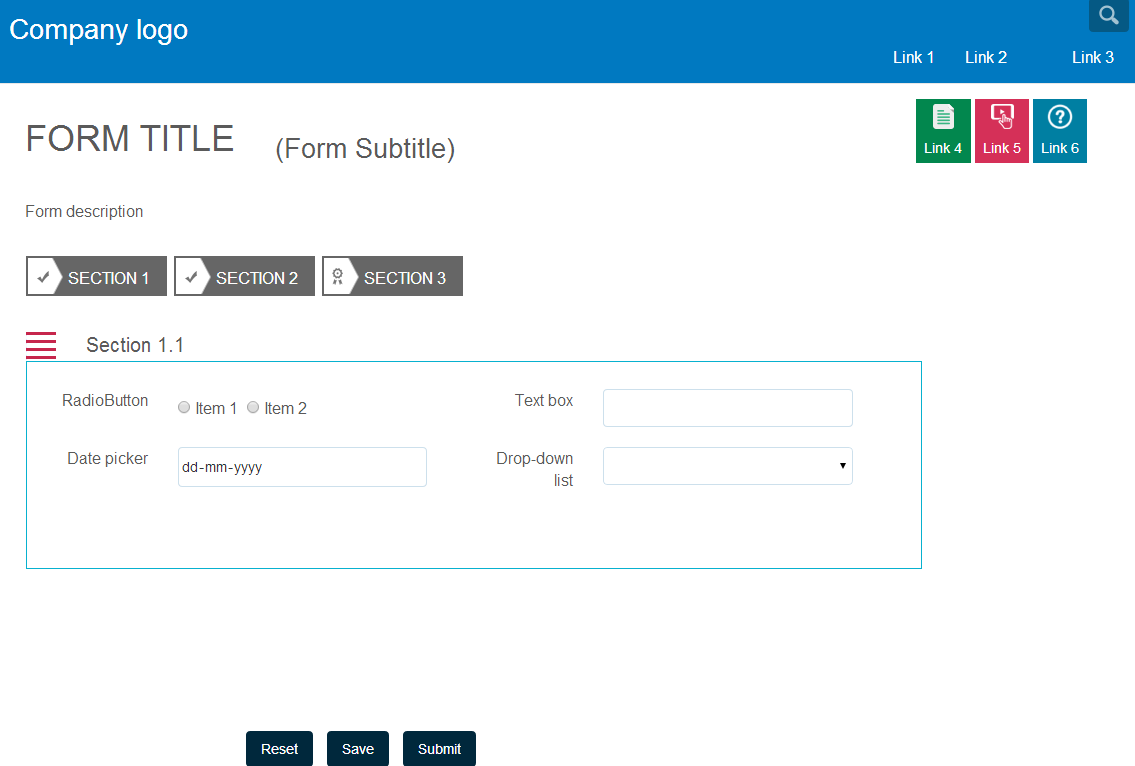 Company logo
Link 1 Link 2 Link 3
FORM TITLE (Form Subtitle)
Link 4 Link 5 Link 6
Form description
SECTION 1 SECTION 2 SECTION 3
Section 1.1
RadioButton Item 1 Item 2 Text box
Date picker dd-mm-yyyy Drop-down
list
Reset Save Submit